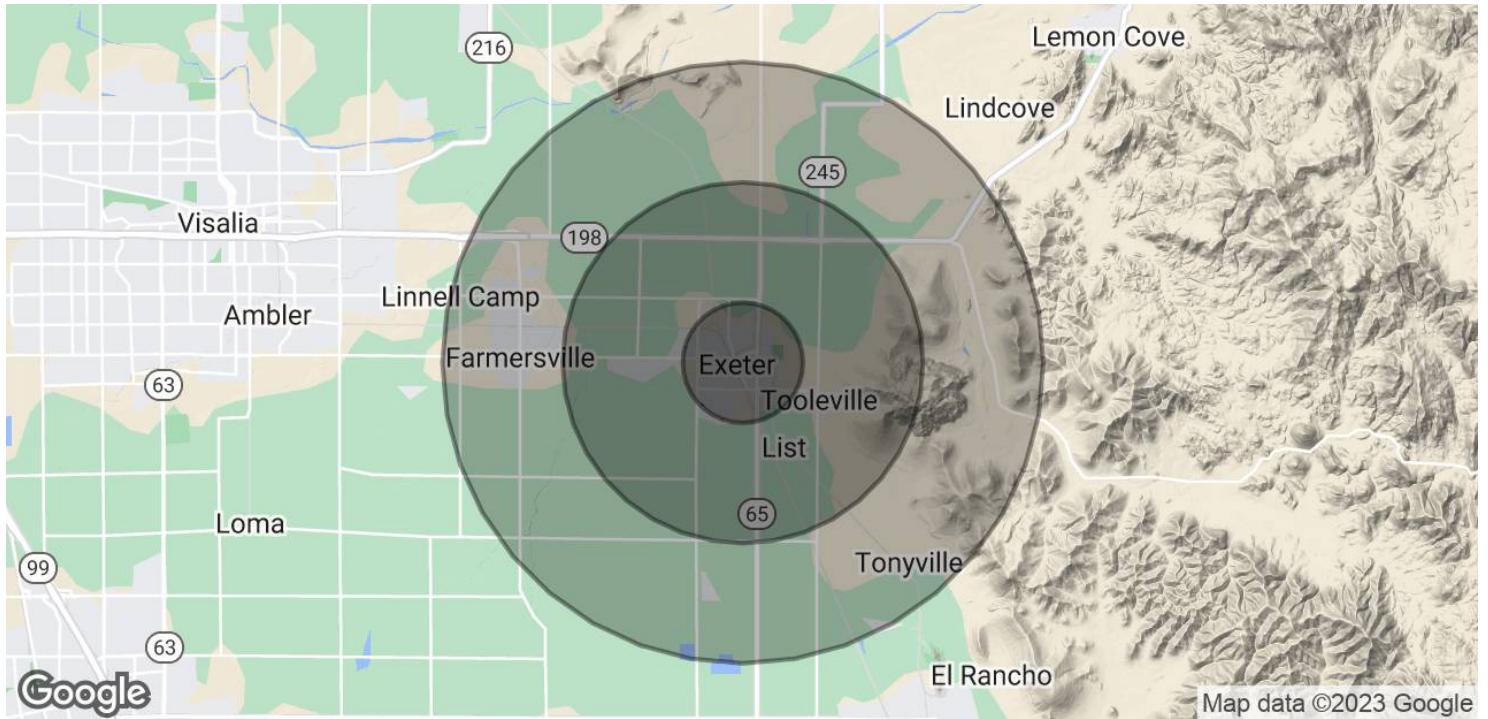 216
Lemon Cove
Lindcove
245
Visalia
198
Linnell Camp
Ambler
Farmersville
Exeter
63
Tooleville
List
65
Loma
Tonyville
99
63
El Rancho
Google
Map data ©2023 Google